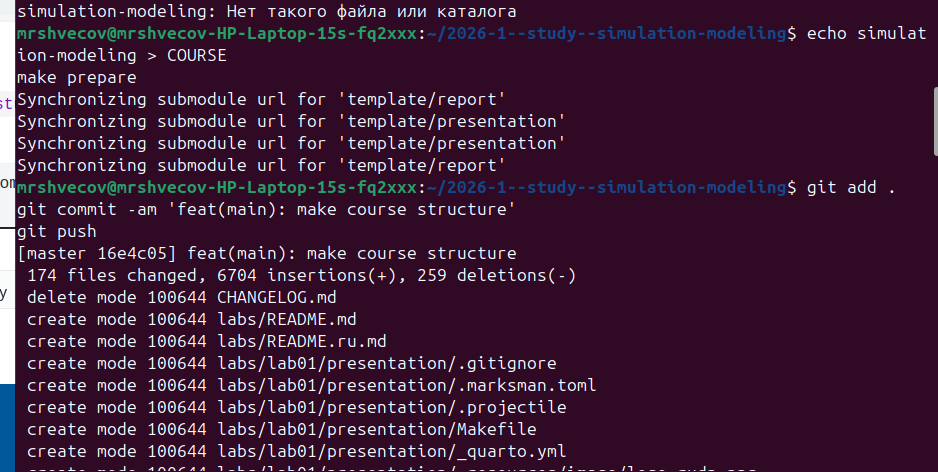 simulation-modeling: Нет такого файла или каталога
mrshvecov@mrshvecov-HP-Laptop-15s-fq2xxx:~/2026-1--study--simulation-modeling$ echo simulat
ion-modeling > COURSE
make prepare
Synchronizing submodule url for 'template/report'
Synchronizing submodule url for 'template/presentation'
Synchronizing submodule url for 'template/presentation'
Synchronizing submodule url for 'template/report'
mrshvecov@mrshvecov-HP-Laptop-15s-fq2xxx:~/2026-1--study--simulation-modeling$ git add .
git commit -am 'feat(main): make course structure'
git push
[master 16e4c05] feat(main): make course structure
 174 files changed, 6704 insertions(+), 259 deletions(-)
 delete mode 100644 CHANGELOG.md
 create mode 100644 labs/README.md
 create mode 100644 labs/README.ru.md
 create mode 100644 labs/lab01/presentation/.gitignore
 create mode 100644 labs/lab01/presentation/.marksman.toml
 create mode 100644 labs/lab01/presentation/.projectile
 create mode 100644 labs/lab01/presentation/Makefile
 create mode 100644 labs/lab01/presentation/_quarto.yml